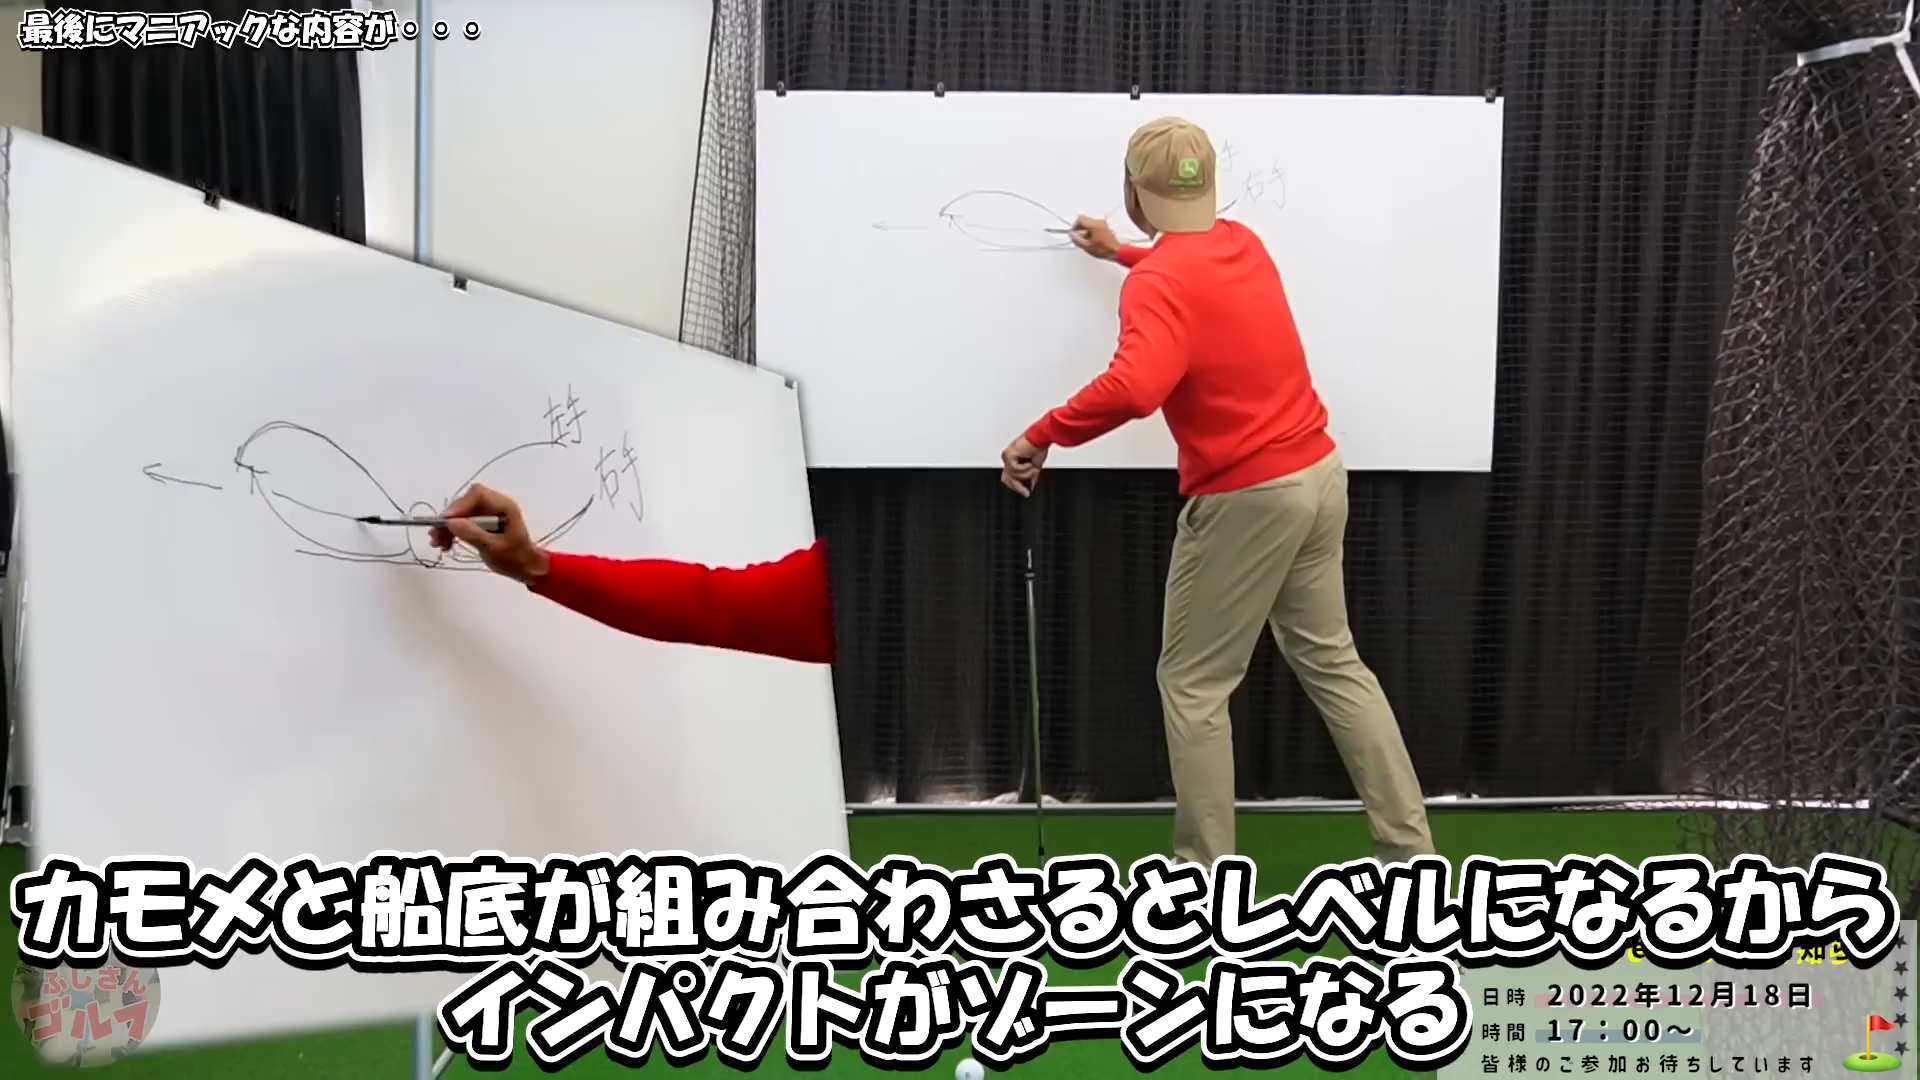 最後にマニアックな内容が・・・
左手
右手
手
右手
カモメと船底が組み合わさるとレベルになるから
インパクトがゾーンになる
ふじさん
ゴルフ
日時 2022年12月18日
時間 17：00～
皆様のご参加お待ちしています